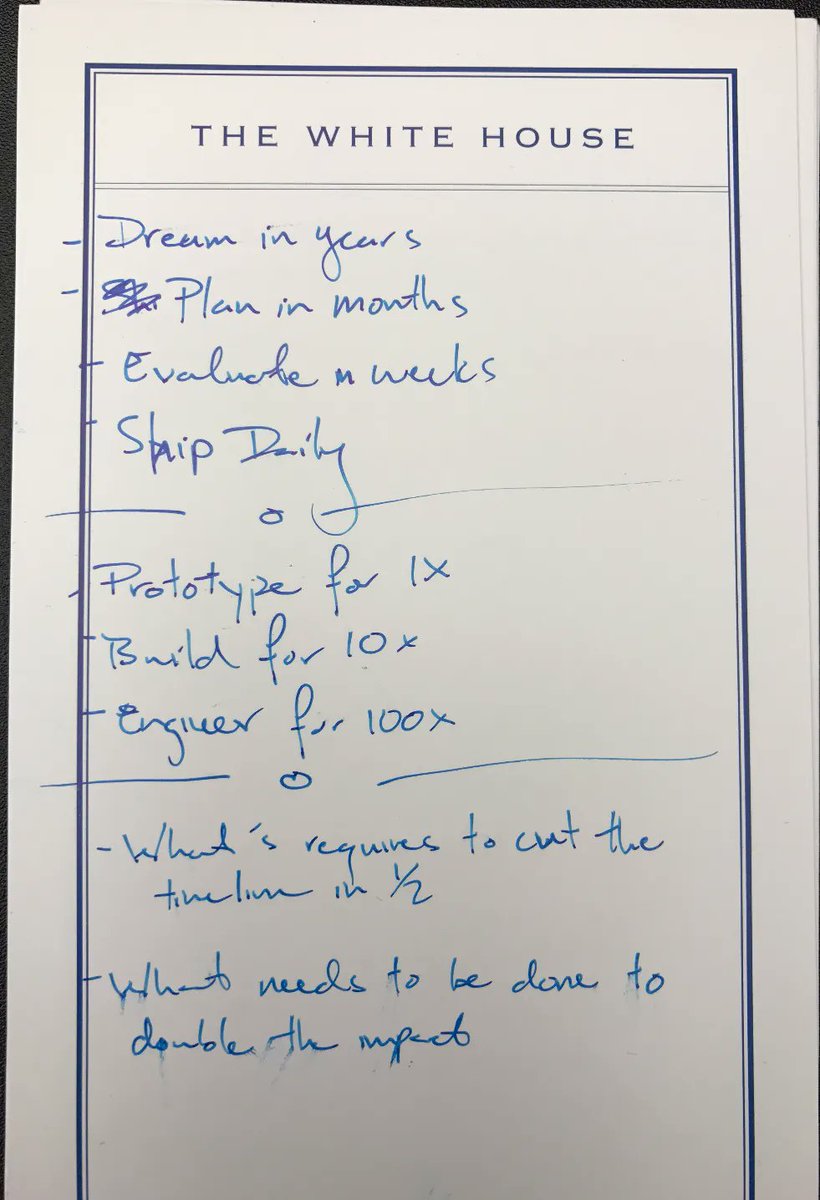 THE WHITE HOUSE
- Dream in years
- Plan in months
- Evaluate in weeks
- Ship Daily
- Prototype for 1x
- Build for 10x
- Engineer for 100x
- What's requires to cut the
timeline in 1/2
- What needs to be done to
double the impact